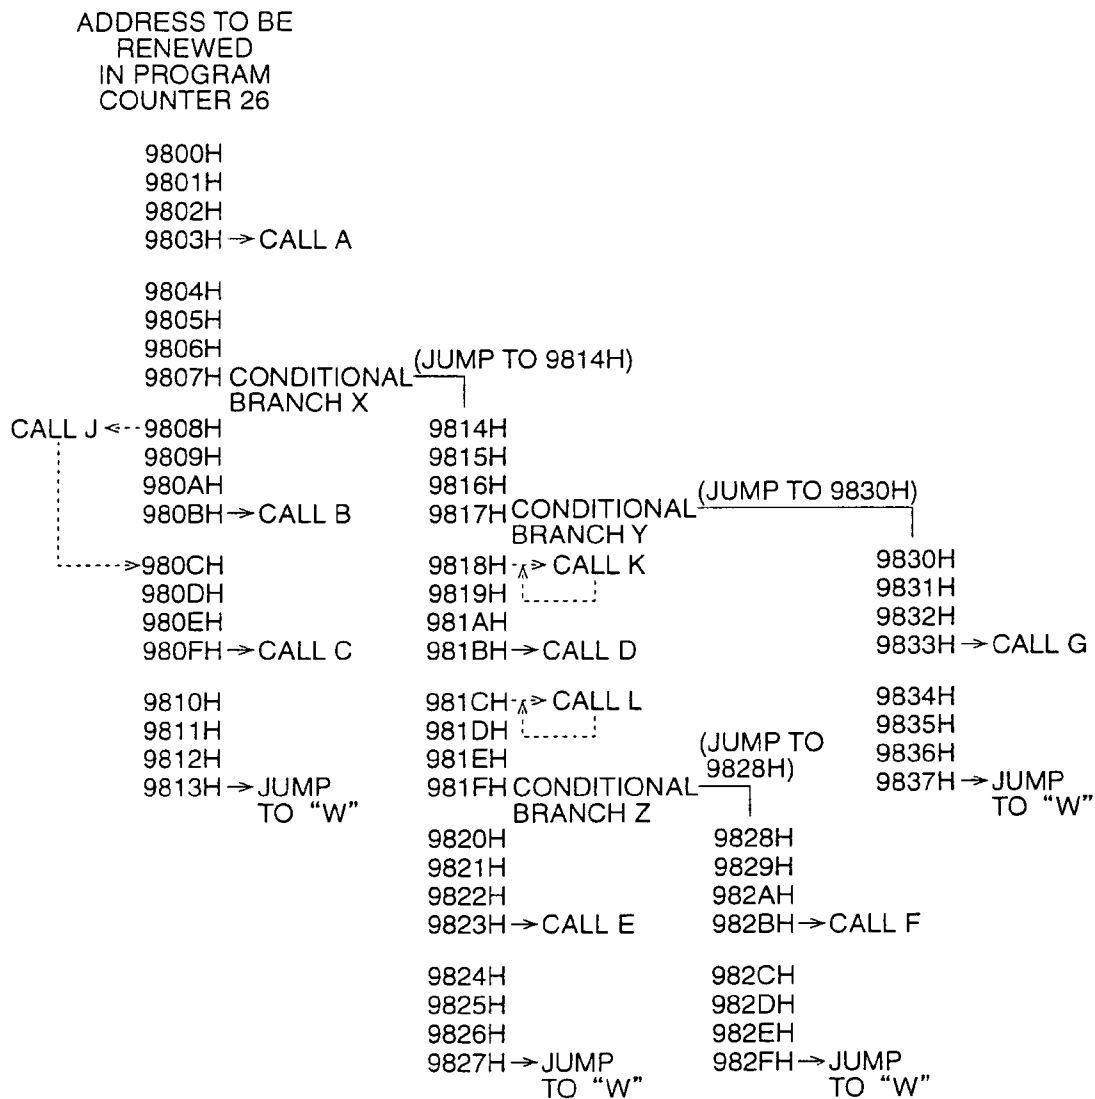 ADDRESS TO BE
RENEWED
IN PROGRAM
COUNTER 26
9800H
9801H
9802H
9803H CALL A
9804H
9805H
9806H
9807H CONDITIONAL (JUMP TO 9814H)
BRANCH X
CALL J 9808H
9809H
980AH
980BH CALL B
980CH
980DH
980EH
980FH CALL C
9810H
9811H
9812H
9813H JUMP
TO "W"
9814H
9815H
9816H
9817H CONDITIONAL (JUMP TO 9830H)
BRANCH Y
9818H CALL K
9819H
981AH
981BH CALL D
981CH CALL L
981DH
981EH
981FH CONDITIONAL
BRANCH Z
(JUMP TO
9828H)
9820H
9821H
9822H
9823H CALL E
9824H
9825H
9826H
9827H JUMP
TO "W"
9828H
9829H
982AH
982BH CALL F
982CH
982DH
982EH
982FH JUMP
TO "W"
9830H
9831H
9832H
9833H CALL G
9834H
9835H
9836H
9837H JUMP
TO "W"